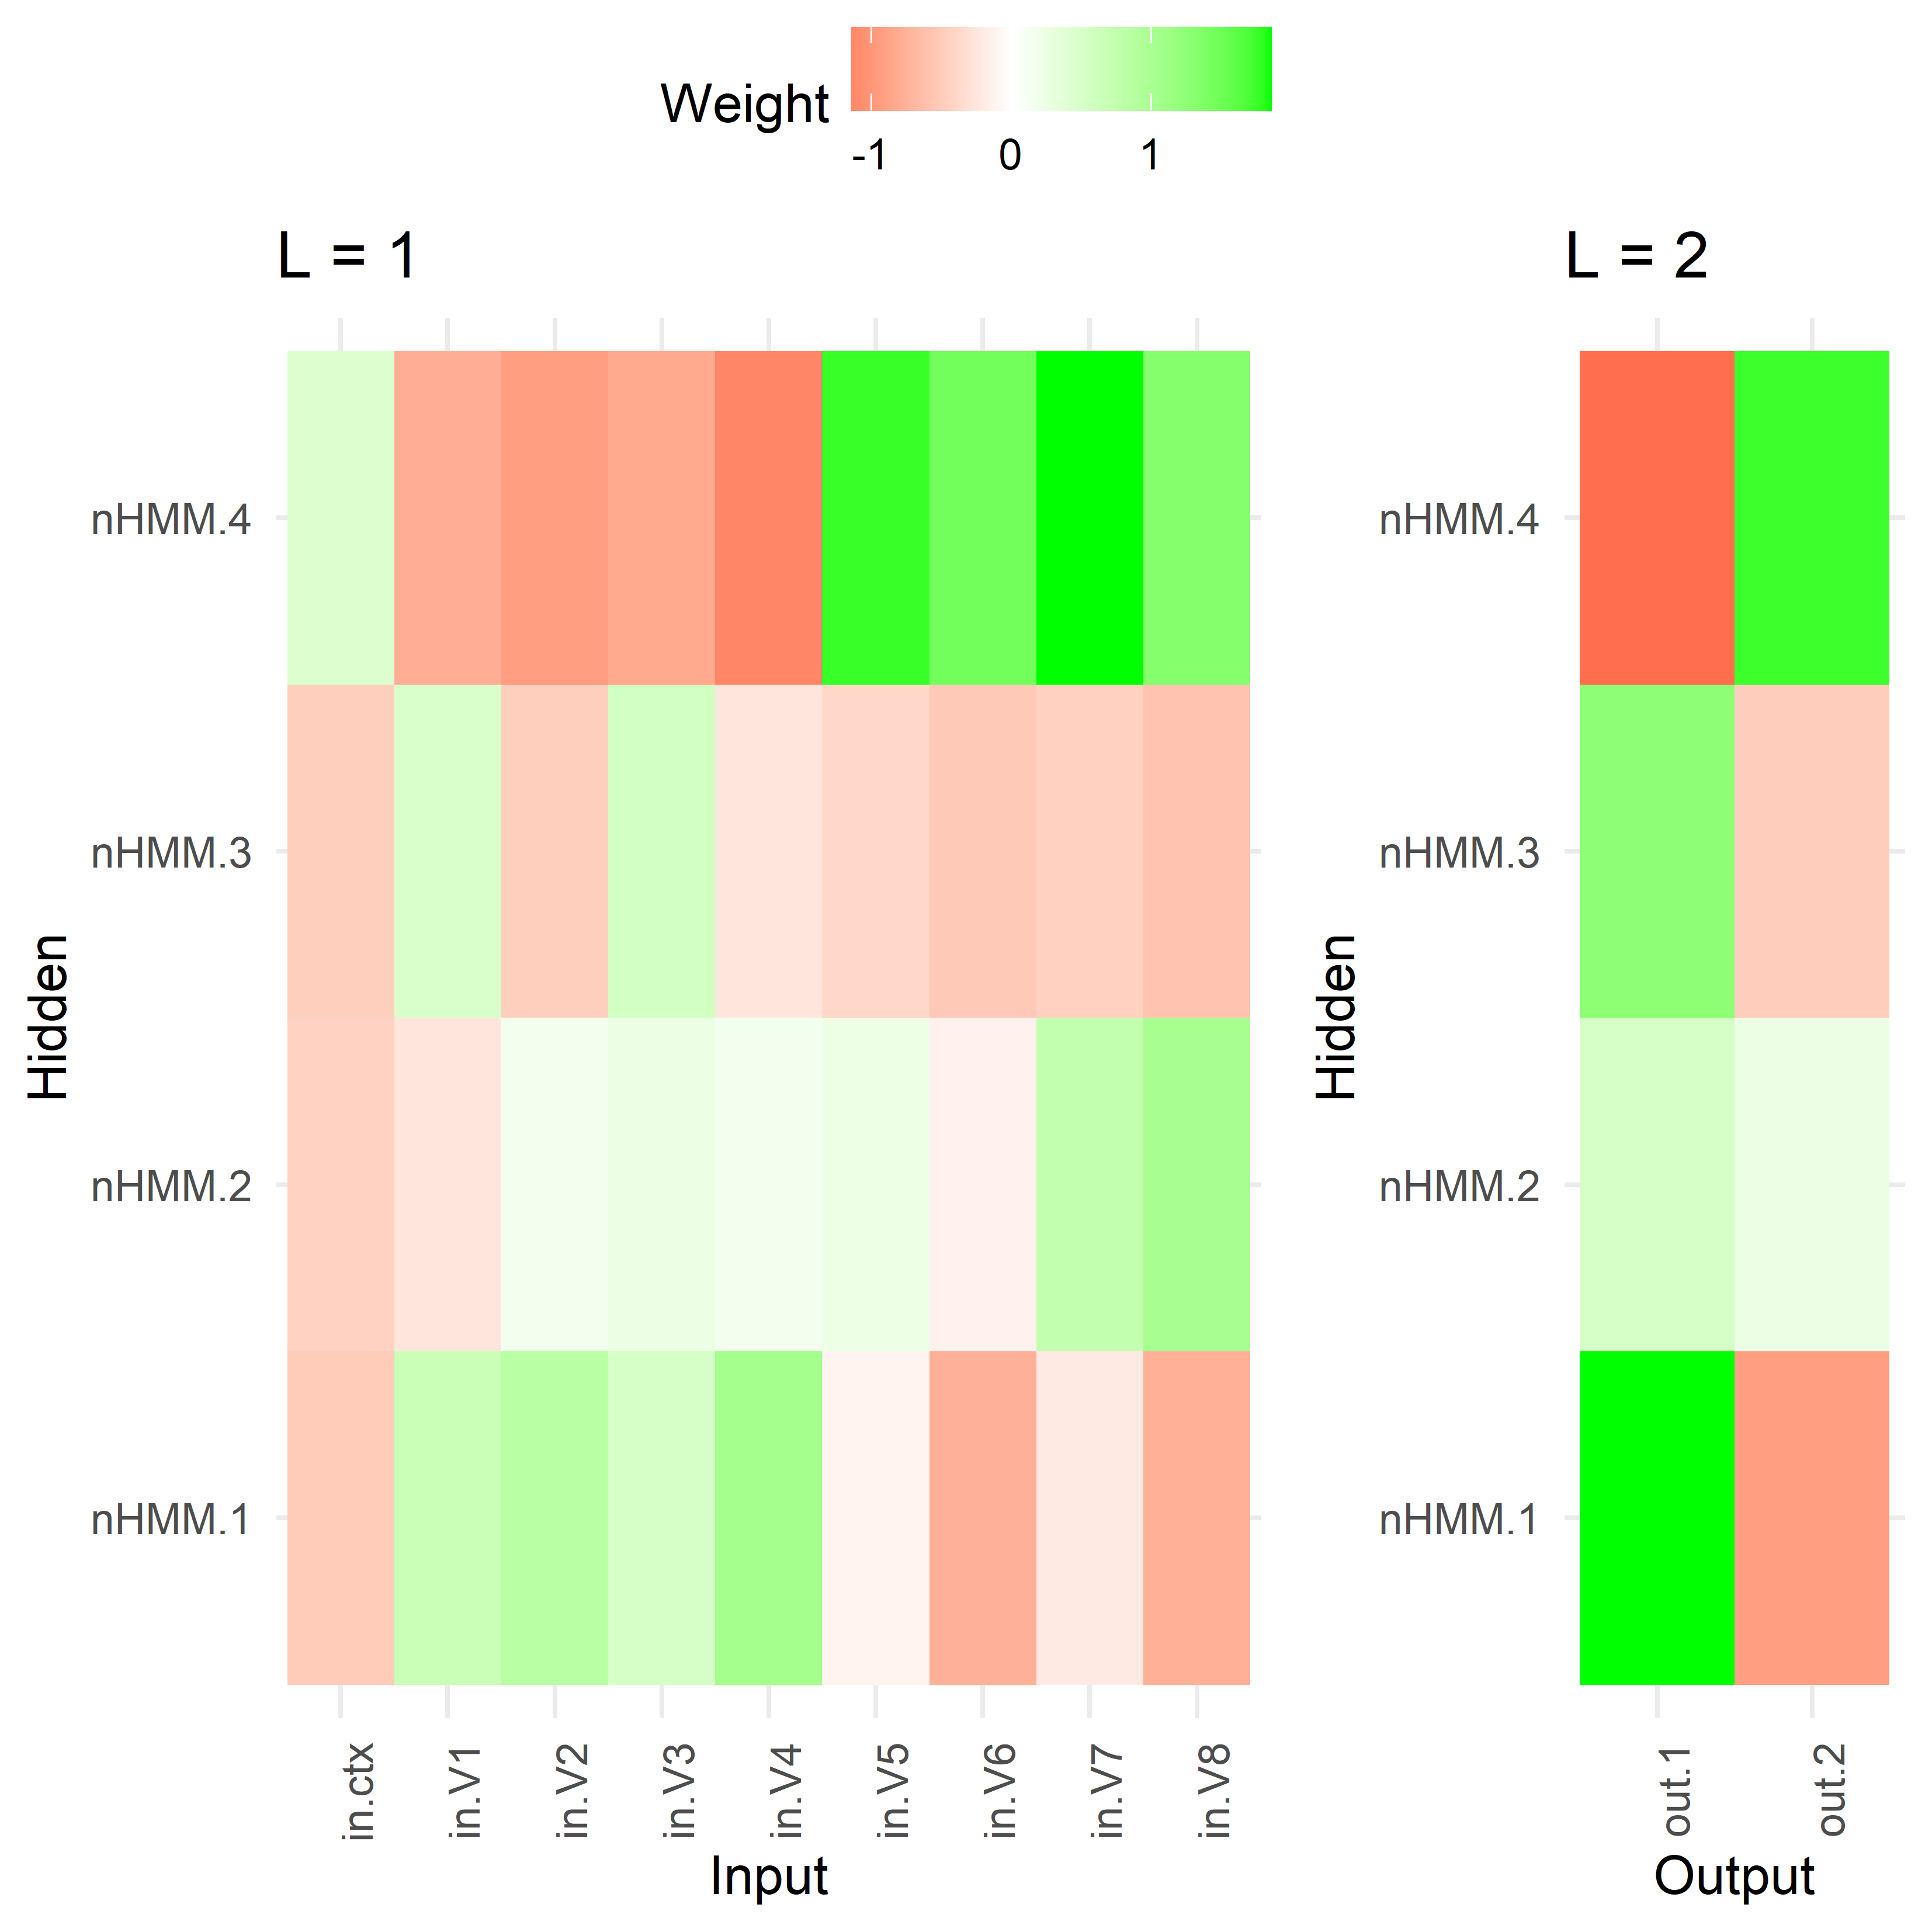 Weight
-1 0 1
L = 1
L = 2
nHMM.4
nHMM.3
nHMM.2
nHMM.1
Hidden
in.ctx in.V1 in.V2 in.V3 in.V4 in.V5 in.V6 in.V7 in.V8
Input
nHMM.4
nHMM.3
nHMM.2
nHMM.1
Hidden
out.1 out.2
Output